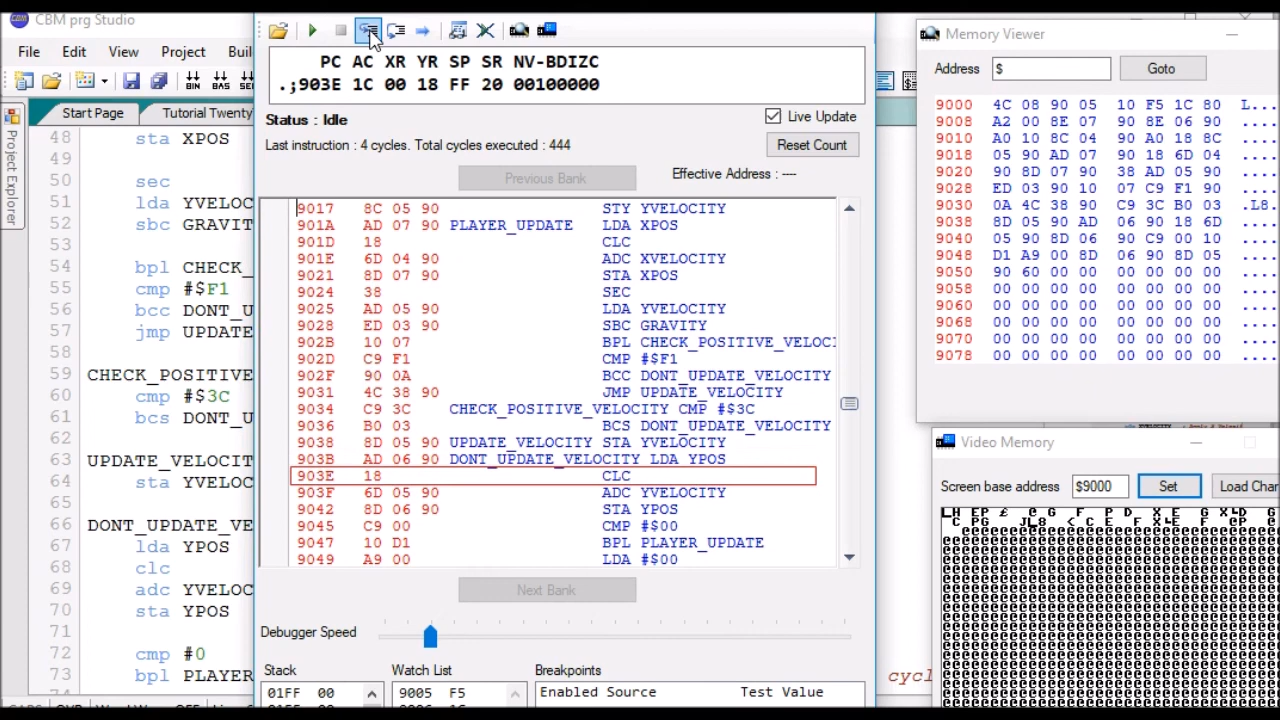 CBM prg Studio
File Edit View Project Buil
BIN BAS
Start Page Tutorial Twenty
48 sta XPOS
49
50 sec
51 lda YVELOC
52 sbc GRAVIT
53
54 bpl CHECK_
55 cmp #$F1
56 bcc DONT_U
57 jmp UPDATE
58
59 CHECK_POSITIVE
60 cmp #$3C
61 bcs DONT_U
62
63 UPDATE_VELOCIT
64 sta YVELOC
65
66 DONT_UPDATE_VE
67 lda YPOS
68 clc
69 adc YVELOC
70 sta YPOS
71
72 cmp #0
73 bpl PLAYER
Project Explorer
PC AC XR YR SP SR NV-BDIZC
.;903E 1C 00 18 FF 20 00100000
Status : Idle
Live Update
Last instruction : 4 cycles. Total cycles executed : 444
Reset Count
Previous Bank
Effective Address : ----
9017 8C 05 90 STY YVELOCITY
901A AD 07 90 PLAYER_UPDATE LDA XPOS
901D 18 CLC
901E 6D 04 90 ADC XVELOCITY
9021 8D 07 90 STA XPOS
9024 38 SEC
9025 AD 05 90 LDA YVELOCITY
9028 ED 03 90 SBC GRAVITY
902B 10 07 BPL CHECK_POSITIVE_VELOCI
902D C9 F1 CMP #$F1
902F 90 0A BCC DONT_UPDATE_VELOCITY
9031 4C 38 90 JMP UPDATE_VELOCITY
9034 C9 3C CHECK_POSITIVE_VELOCITY CMP #$3C
9036 B0 03 BCS DONT_UPDATE_VELOCITY
9038 8D 05 90 UPDATE_VELOCITY STA YVELOCITY
903B AD 06 90 DONT_UPDATE_VELOCITY LDA YPOS
903E 18 CLC
903F 6D 05 90 ADC YVELOCITY
9042 8D 06 90 STA YPOS
9045 C9 00 CMP #$00
9047 10 D1 BPL PLAYER_UPDATE
9049 A9 00 LDA #$00
Next Bank
Debugger Speed
Stack Watch List Breakpoints
01FF 00 9005 F5 Enabled Source Test Value
cycl
Memory Viewer
Address $ Goto
9000 4C 08 90 05 10 F5 1C 80 L...
9008 A2 00 8E 07 90 8E 06 90 ....
9010 A0 10 8C 04 90 A0 18 8C ....
9018 05 90 AD 07 90 18 6D 04 ....
9020 90 8D 07 90 38 AD 05 90 ....
9028 ED 03 90 10 07 C9 F1 90 ....
9030 0A 4C 38 90 C9 3C B0 03 .L8.
9038 8D 05 90 AD 06 90 18 6D ....
9040 05 90 8D 06 90 C9 00 10 ....
9048 D1 A9 00 8D 06 90 8D 05 ....
9050 90 60 00 00 00 00 00 00 ....
9058 00 00 00 00 00 00 00 00 ....
9060 00 00 00 00 00 00 00 00 ....
9068 00 00 00 00 00 00 00 00 ....
9070 00 00 00 00 00 00 00 00 ....
9078 00 00 00 00 00 00 00 00 ....
Video Memory
Screen base address $9000 Set Load Char